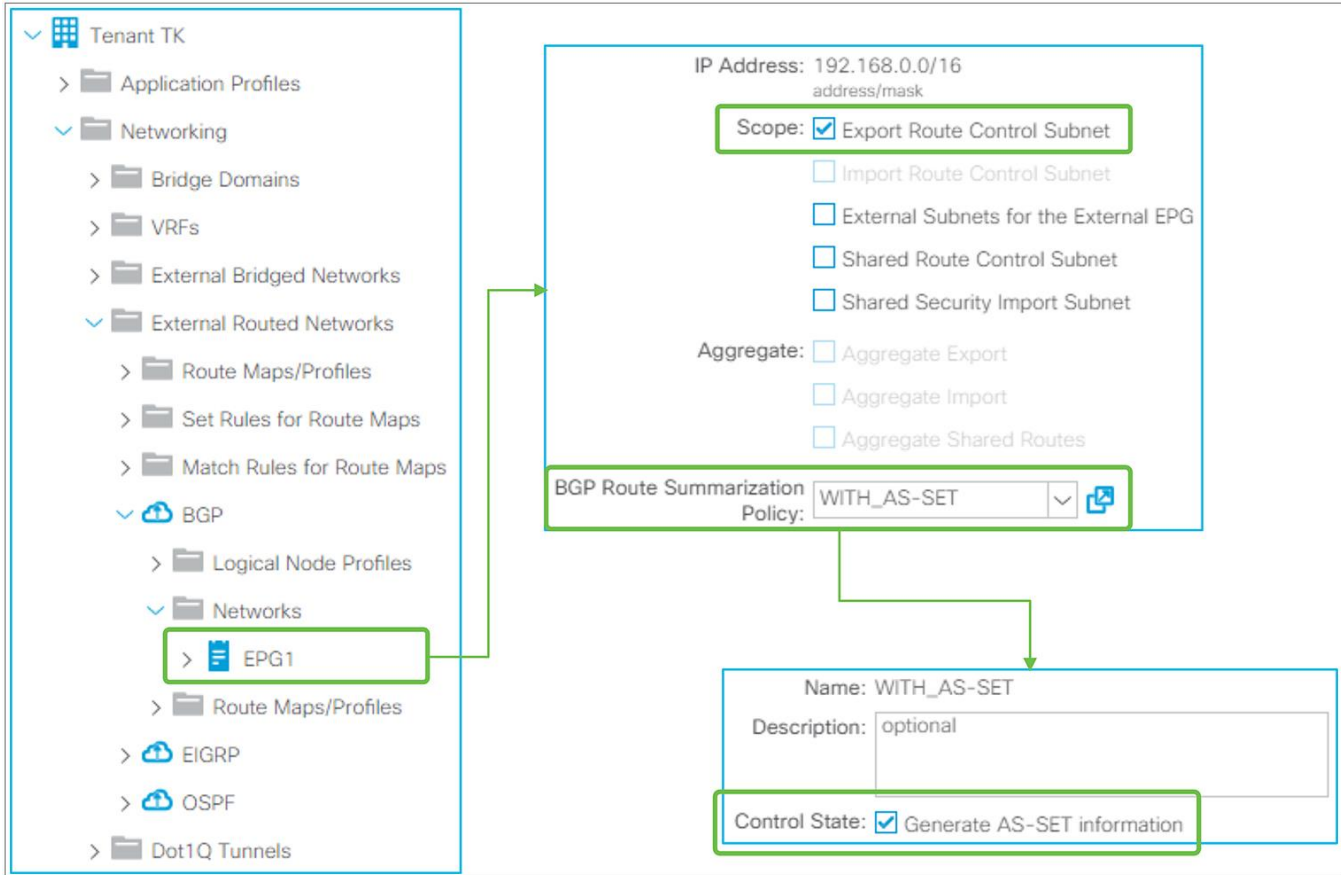 Tenant TK
Application Profiles
Networking
Bridge Domains
VRFs
External Bridged Networks
External Routed Networks
Route Maps/Profiles
Set Rules for Route Maps
Match Rules for Route Maps
BGP
Logical Node Profiles
Networks
EPG1
Route Maps/Profiles
EIGRP
OSPF
Dot1Q Tunnels
IP Address: 192.168.0.0/16
address/mask
Scope: Export Route Control Subnet
Import Route Control Subnet
External Subnets for the External EPG
Shared Route Control Subnet
Shared Security Import Subnet
Aggregate: Aggregate Export
Aggregate Import
Aggregate Shared Routes
BGP Route Summarization
Policy: WITH_AS-SET
Name: WITH_AS-SET
Description: optional
Control State: Generate AS-SET information